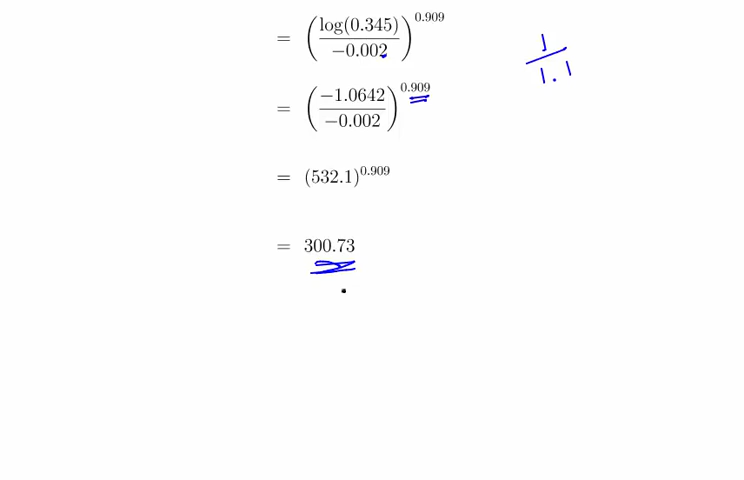 = (log(0.345) / −0.002)^0.909
1 / 1.1
= (−1.0642 / −0.002)^0.909
= (532.1)^0.909
= 300.73